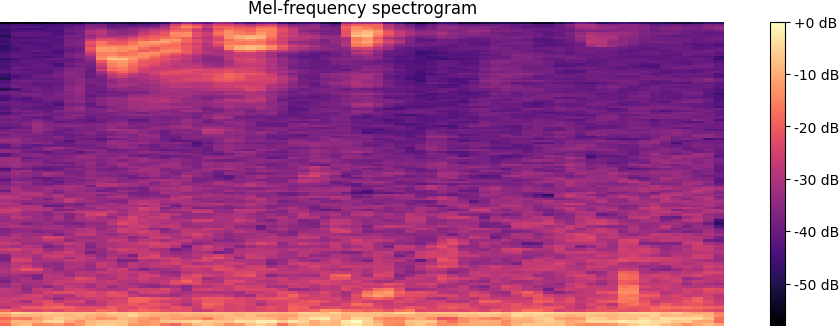 Mel-frequency spectrogram
+0 dB
-10 dB
-20 dB
-30 dB
-40 dB
-50 dB